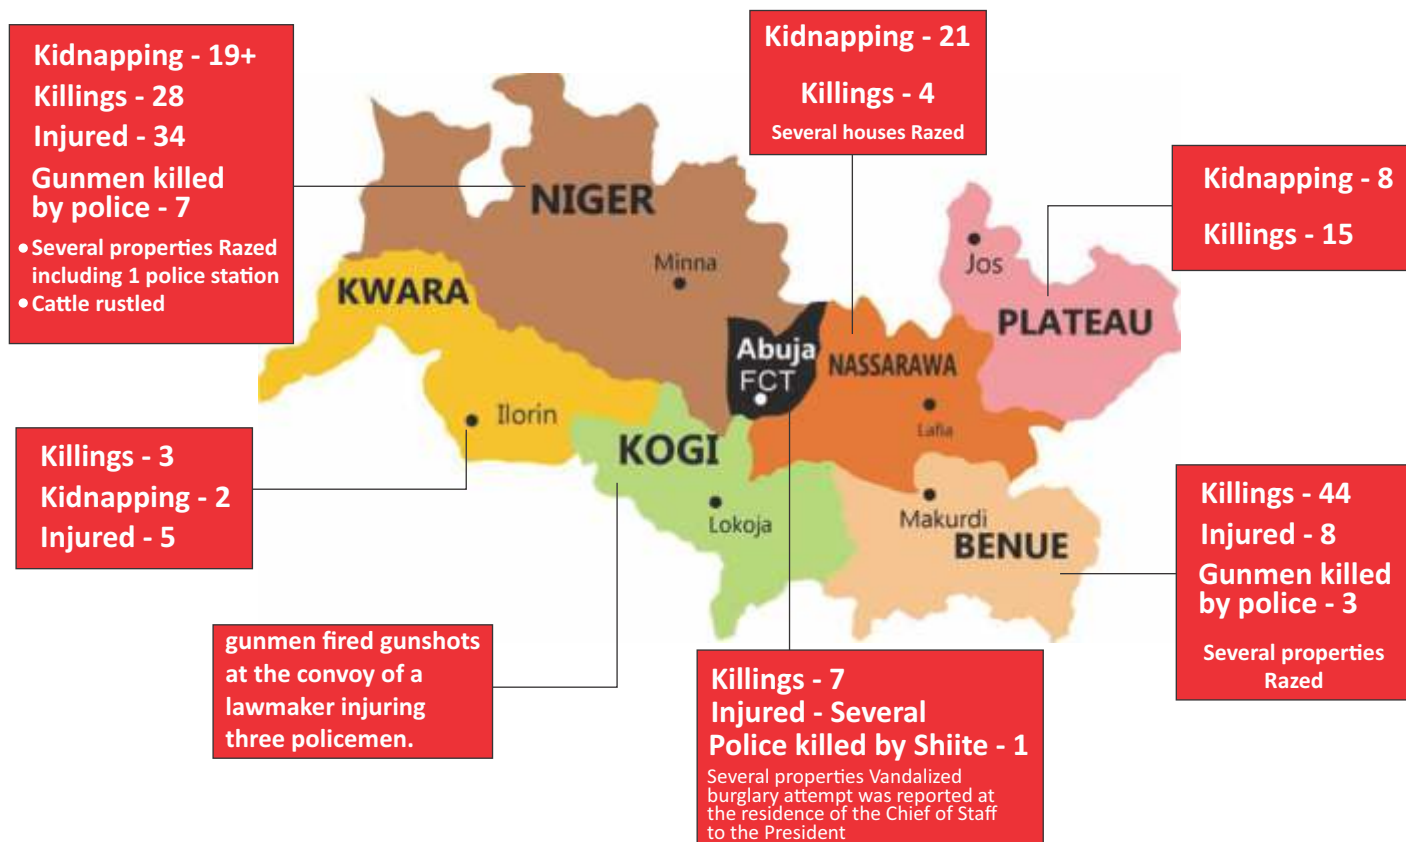 Kidnapping - 19+
Killings - 28
Injured - 34
Gunmen killed
by police - 7
• Several properties Razed
including 1 police station
• Cattle rustled
Kidnapping - 21
Killings - 4
Several houses Razed
Kidnapping - 8
Killings - 15
NIGER
Minna
KWARA
Ilorin
Abuja
FCT
NASSARAWA
Lafia
Jos
PLATEAU
KOGI
Lokoja
Makurdi
BENUE
Killings - 3
Kidnapping - 2
Injured - 5
Killings - 44
Injured - 8
Gunmen killed
by police - 3
Several properties
Razed
gunmen fired gunshots
at the convoy of a
lawmaker injuring
three policemen.
Killings - 7
Injured - Several
Police killed by Shiite - 1
Several properties Vandalized
burglary attempt was reported at
the residence of the Chief of Staff
to the President